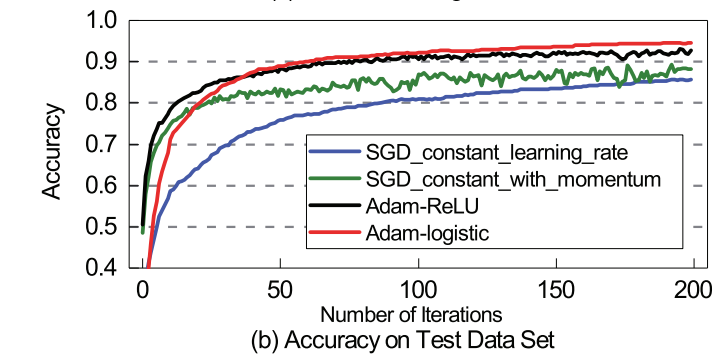 1.0
0.9
0.8
0.7
0.6
0.5
0.4
Accuracy
SGD_constant_learning_rate
SGD_constant_with_momentum
Adam-ReLU
Adam-logistic
0 50 100 150 200
Number of Iterations
(b) Accuracy on Test Data Set